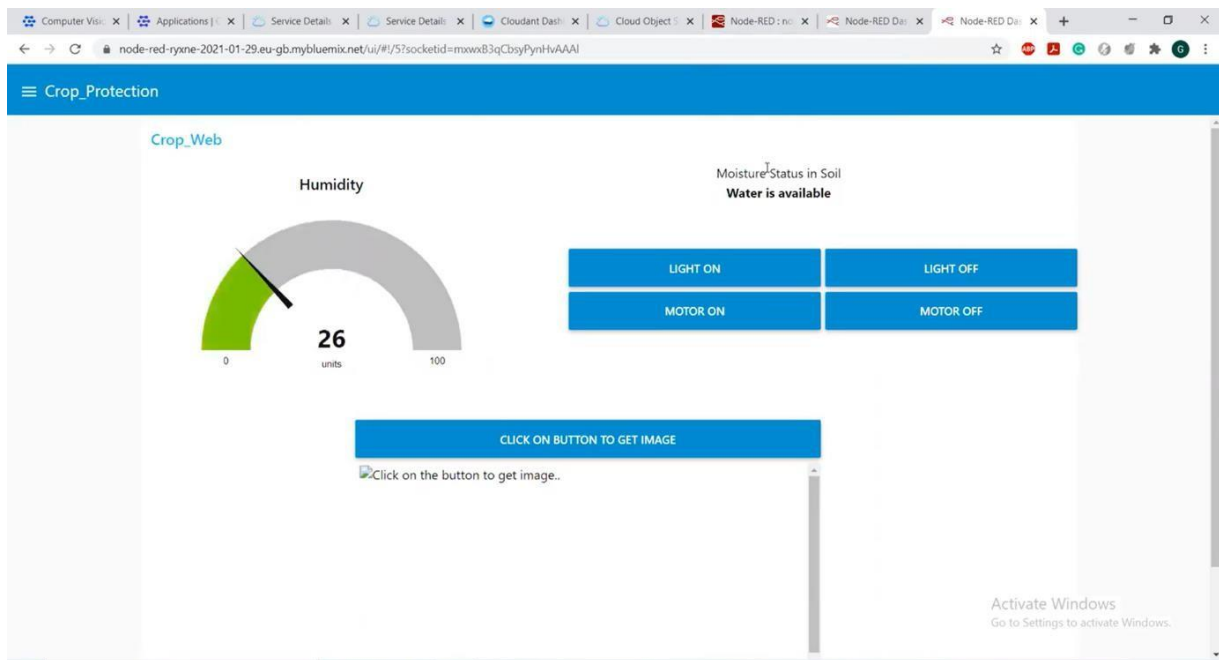 Computer Visic
Applications | C
Service Details
Service Details
Cloudant Dash
Cloud Object S
Node-RED : no
Node-RED Das
Node-RED Das
node-red-ryxne-2021-01-29.eu-gb.mybluemix.net/ui/#!/5?socketid=mxwxB3qCbsyPynHvAAAl
ABP
G
Crop_Protection
Crop_Web
Humidity
Moisture Status in Soil
Water is available
LIGHT ON
LIGHT OFF
MOTOR ON
MOTOR OFF
26
units
0
100
CLICK ON BUTTON TO GET IMAGE
Click on the button to get image..
Activate Windows
Go to Settings to activate Windows.